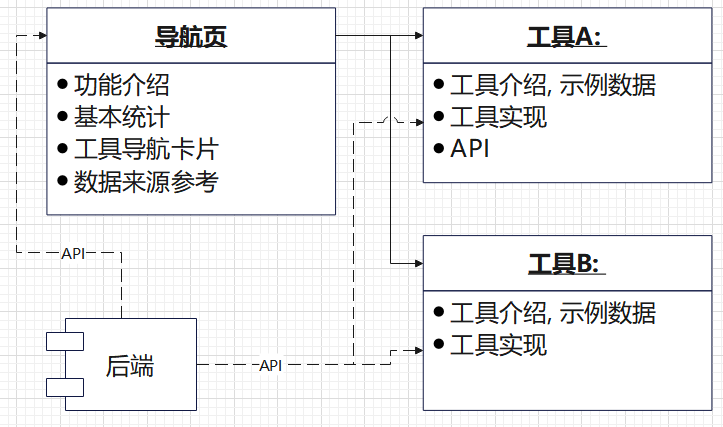 导航页
● 功能介绍
● 基本统计
● 工具导航卡片
● 数据来源参考
工具A:
● 工具介绍, 示例数据
● 工具实现
● API
工具B:
● 工具介绍, 示例数据
● 工具实现
API
后端
API